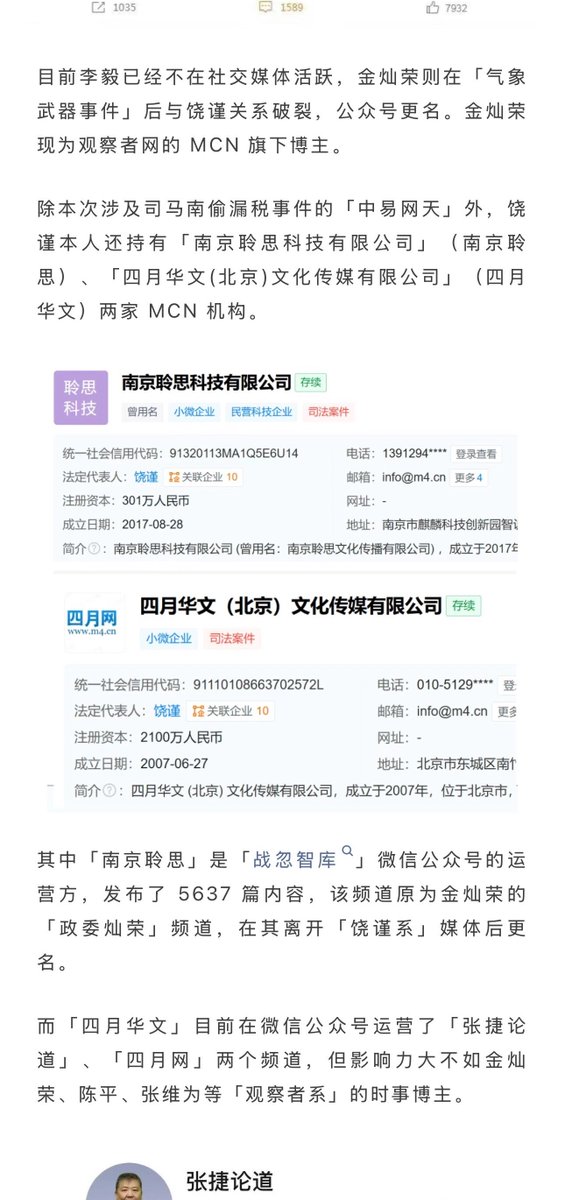 1035 1589 7932
目前李毅已经不在社交媒体活跃，金灿荣则在「气象
武器事件」后与饶谨关系破裂，公众号更名。金灿荣
现为观察者网的 MCN 旗下博主。
除本次涉及司马南偷漏税事件的「中易网天」外，饶
谨本人还持有「南京聆思科技有限公司」（南京聆
思）、「四月华文(北京)文化传媒有限公司」（四月
华文）两家 MCN 机构。
聆思
科技
南京聆思科技有限公司 存续
曾用名 小微企业 民营科技企业 司法案件
统一社会信用代码：91320113MA1Q5E6U14 电话：1391294**** 登录查看
法定代表人：饶谨 关联企业 10 邮箱：info@m4.cn 更多4
注册资本：301万人民币 网址：-
成立日期：2017-08-28 地址：南京市麒麟科技创新园智
简介?：南京聆思科技有限公司 (曾用名：南京聆思文化传播有限公司) ，成立于2017年
四月网
www.m4.cn
四月华文（北京）文化传媒有限公司 存续
小微企业 司法案件
统一社会信用代码：91110108663702572L 电话：010-5129**** 登
法定代表人：饶谨 关联企业 10 邮箱：info@m4.cn 更多
注册资本：2100万人民币 网址：-
成立日期：2007-06-27 地址：北京市东城区南
简介?：四月华文 (北京) 文化传媒有限公司，成立于2007年，位于北京市，
其中「南京聆思」是「战忽智库」微信公众号的运
营方，发布了 5637 篇内容，该频道原为金灿荣的
「政委灿荣」频道，在其离开「饶谨系」媒体后更
名。
而「四月华文」目前在微信公众号运营了「张捷论
道」、「四月网」两个频道，但影响力大不如金灿
荣、陈平、张维为等「观察者系」的时事博主。
张捷论道